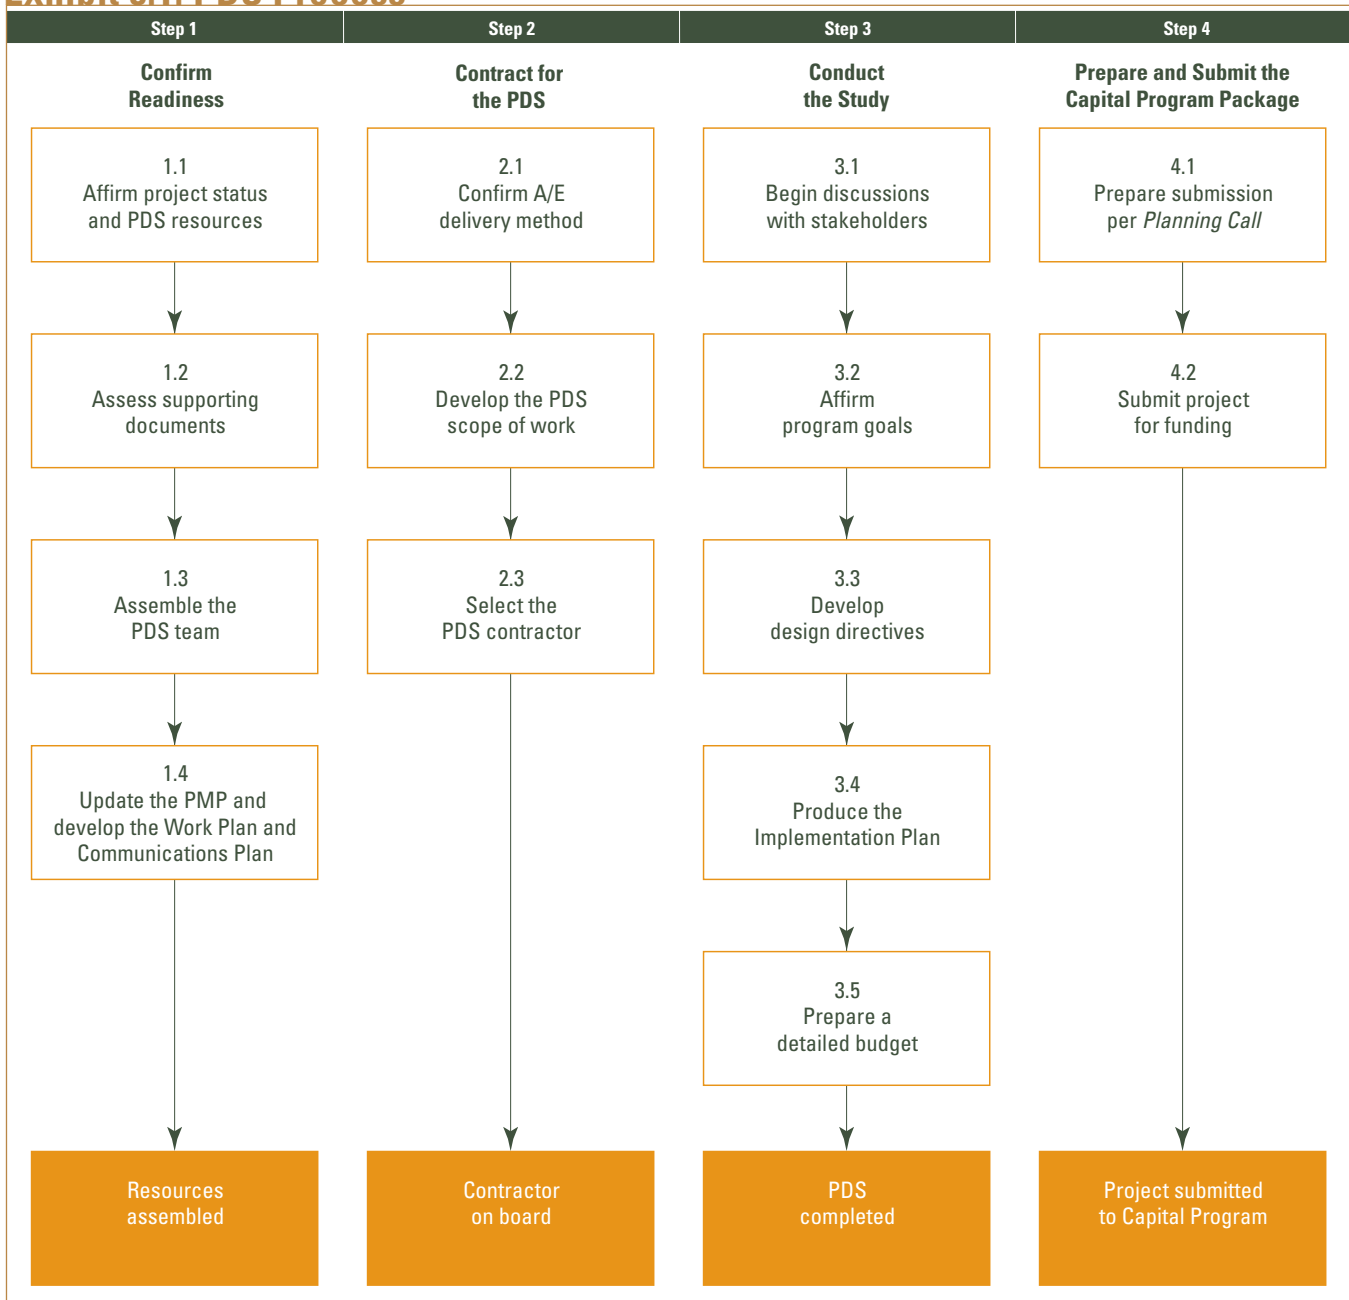 Step 1
Step 2
Step 3
Step 4
Confirm
Readiness
Contract for
the PDS
Conduct
the Study
Prepare and Submit the
Capital Program Package
1.1
Affirm project status
and PDS resources
2.1
Confirm A/E
delivery method
3.1
Begin discussions
with stakeholders
4.1
Prepare submission
per Planning Call
1.2
Assess supporting
documents
2.2
Develop the PDS
scope of work
3.2
Affirm
program goals
4.2
Submit project
for funding
1.3
Assemble the
PDS team
2.3
Select the
PDS contractor
3.3
Develop
design directives
1.4
Update the PMP and
develop the Work Plan and
Communications Plan
3.4
Produce the
Implementation Plan
3.5
Prepare a
detailed budget
Resources
assembled
Contractor
on board
PDS
completed
Project submitted
to Capital Program